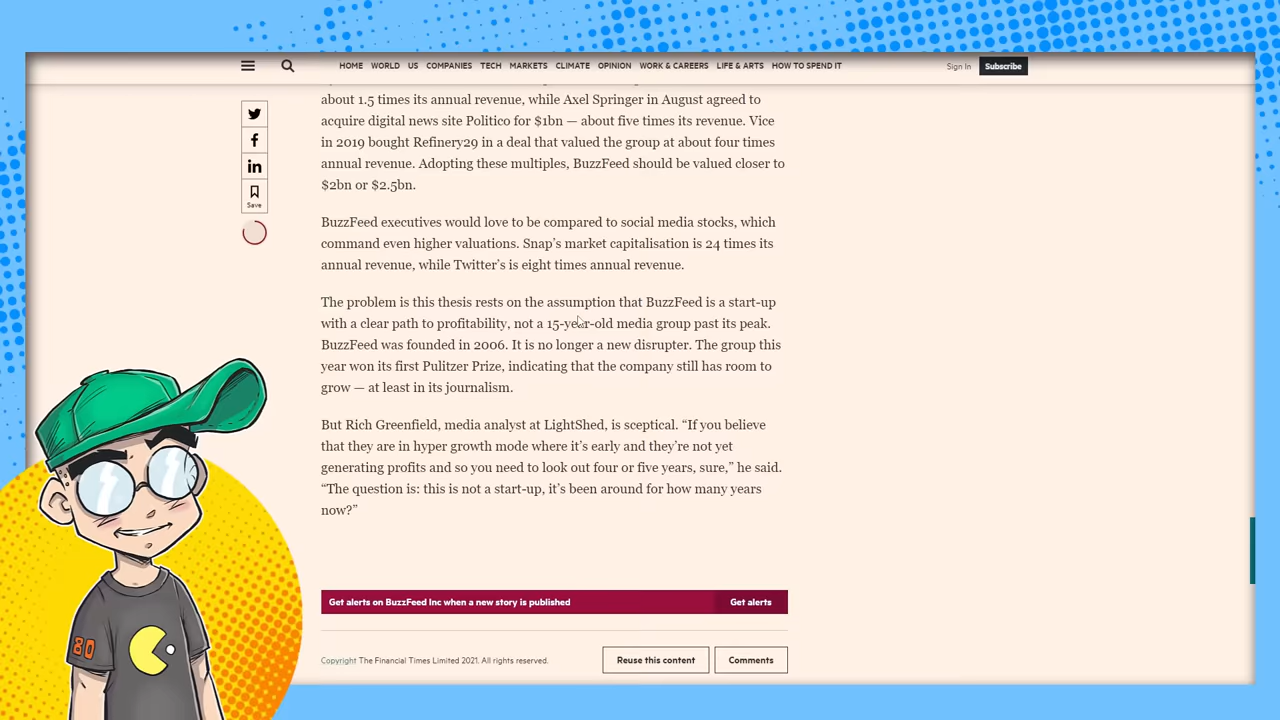 HOME WORLD US COMPANIES TECH MARKETS CLIMATE OPINION WORK & CAREERS LIFE & ARTS HOW TO SPEND IT
Sign In Subscribe
about 1.5 times its annual revenue, while Axel Springer in August agreed to
acquire digital news site Politico for $1bn — about five times its revenue. Vice
in 2019 bought Refinery29 in a deal that valued the group at about four times
annual revenue. Adopting these multiples, BuzzFeed should be valued closer to
$2bn or $2.5bn.
Save
BuzzFeed executives would love to be compared to social media stocks, which
command even higher valuations. Snap’s market capitalisation is 24 times its
annual revenue, while Twitter’s is eight times annual revenue.
The problem is this thesis rests on the assumption that BuzzFeed is a start-up
with a clear path to profitability, not a 15-year-old media group past its peak.
BuzzFeed was founded in 2006. It is no longer a new disrupter. The group this
year won its first Pulitzer Prize, indicating that the company still has room to
grow — at least in its journalism.
But Rich Greenfield, media analyst at LightShed, is sceptical. “If you believe
that they are in hyper growth mode where it’s early and they’re not yet
generating profits and so you need to look out four or five years, sure,” he said.
“The question is: this is not a start-up, it’s been around for how many years
now?”
Get alerts on BuzzFeed Inc when a new story is published Get alerts
Copyright The Financial Times Limited 2021. All rights reserved.
Reuse this content Comments
80